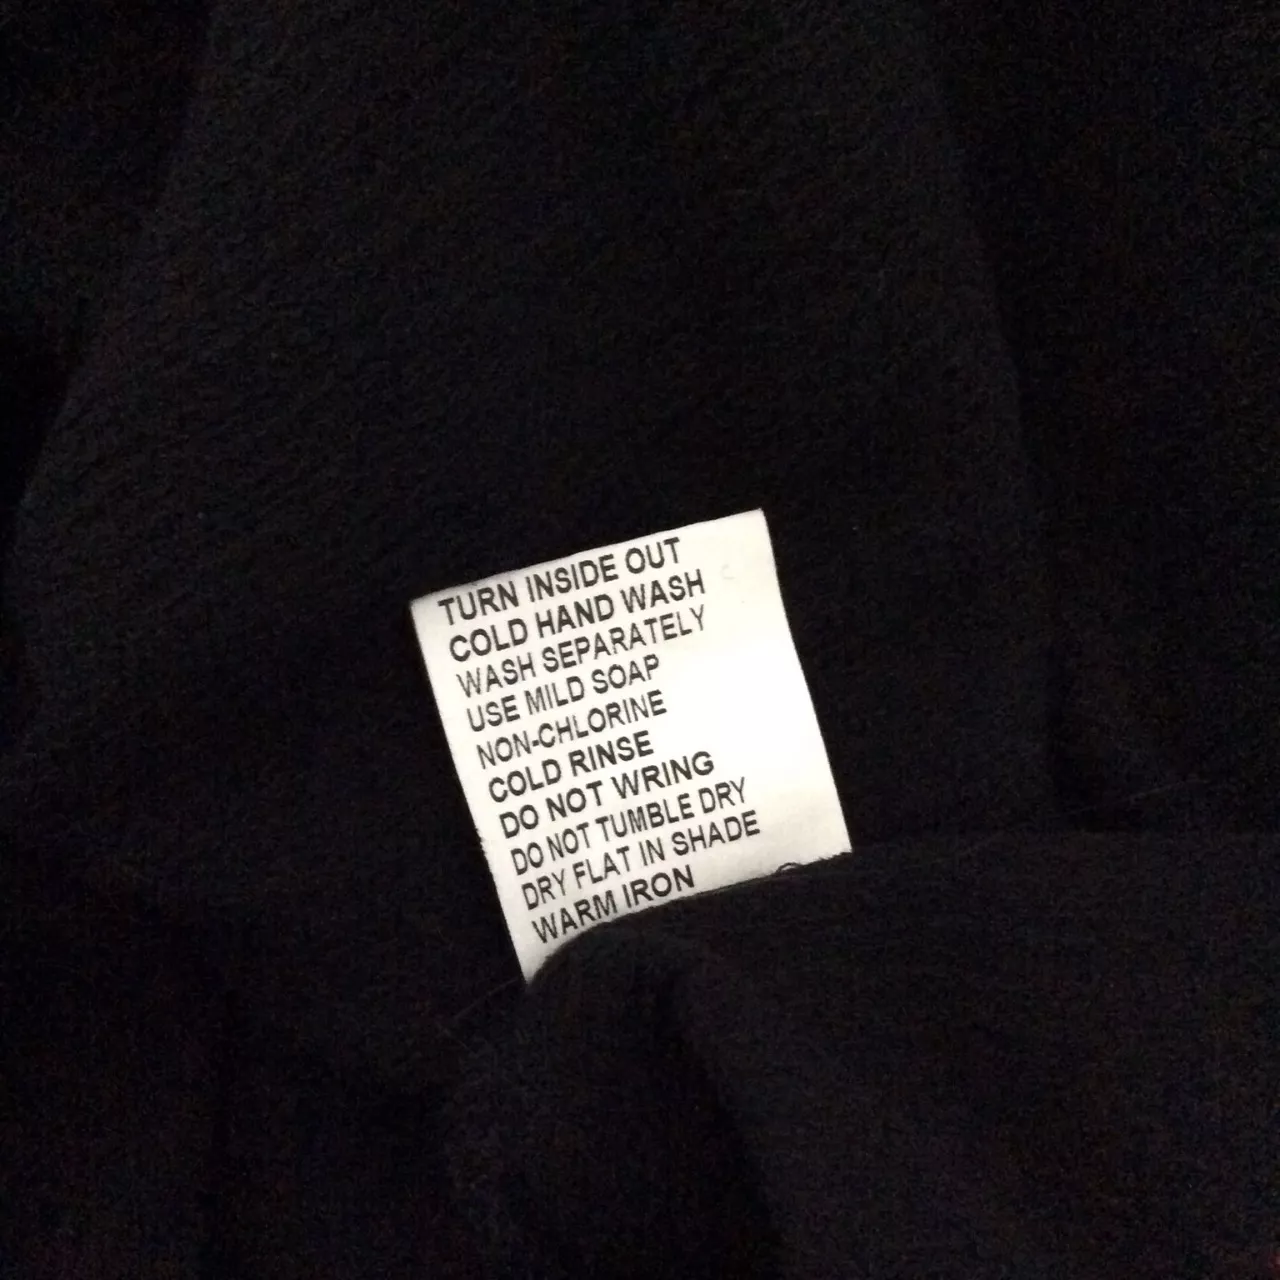 TURN INSIDE OUT
COLD HAND WASH
WASH SEPARATELY
USE MILD SOAP
NON-CHLORINE
COLD RINSE
DO NOT WRING
DO NOT TUMBLE DRY
DRY FLAT IN SHADE
WARM IRON